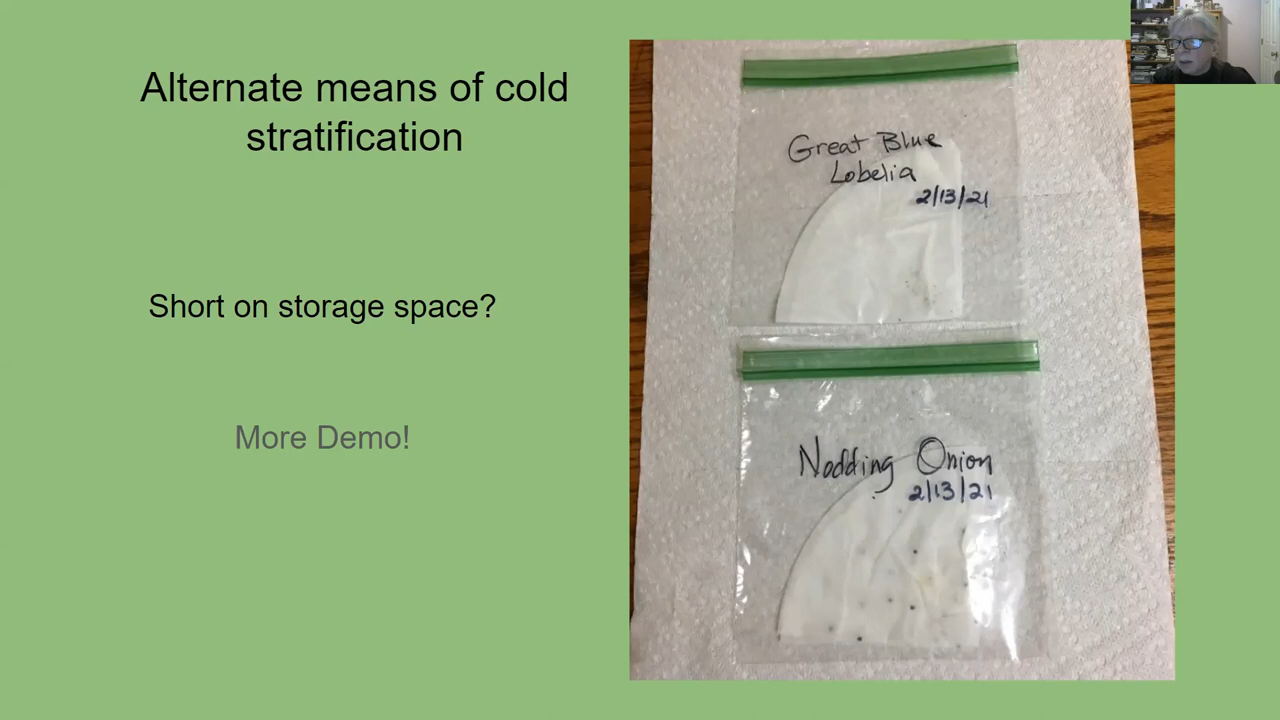 Alternate means of cold
stratification
Short on storage space?
More Demo!
Great Blue
Lobelia
2/13/21
Nodding Onion
2/13/21